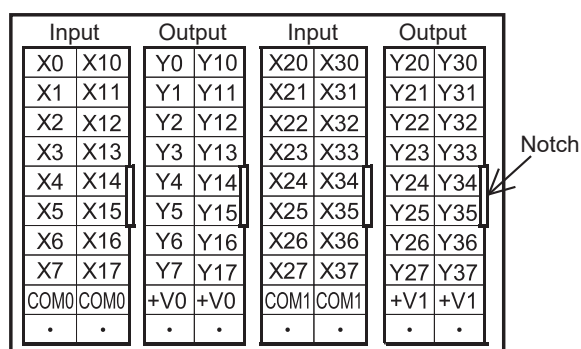 Input Output Input Output
X0 X10 Y0 Y10 X20 X30 Y20 Y30
X1 X11 Y1 Y11 X21 X31 Y21 Y31
X2 X12 Y2 Y12 X22 X32 Y22 Y32
X3 X13 Y3 Y13 X23 X33 Y23 Y33
Notch
X4 X14 Y4 Y14 X24 X34 Y24 Y34
X5 X15 Y5 Y15 X25 X35 Y25 Y35
X6 X16 Y6 Y16 X26 X36 Y26 Y36
X7 X17 Y7 Y17 X27 X37 Y27 Y37
COM0 COM0 +V0 +V0 COM1 COM1 +V1 +V1
· · · · · · · ·